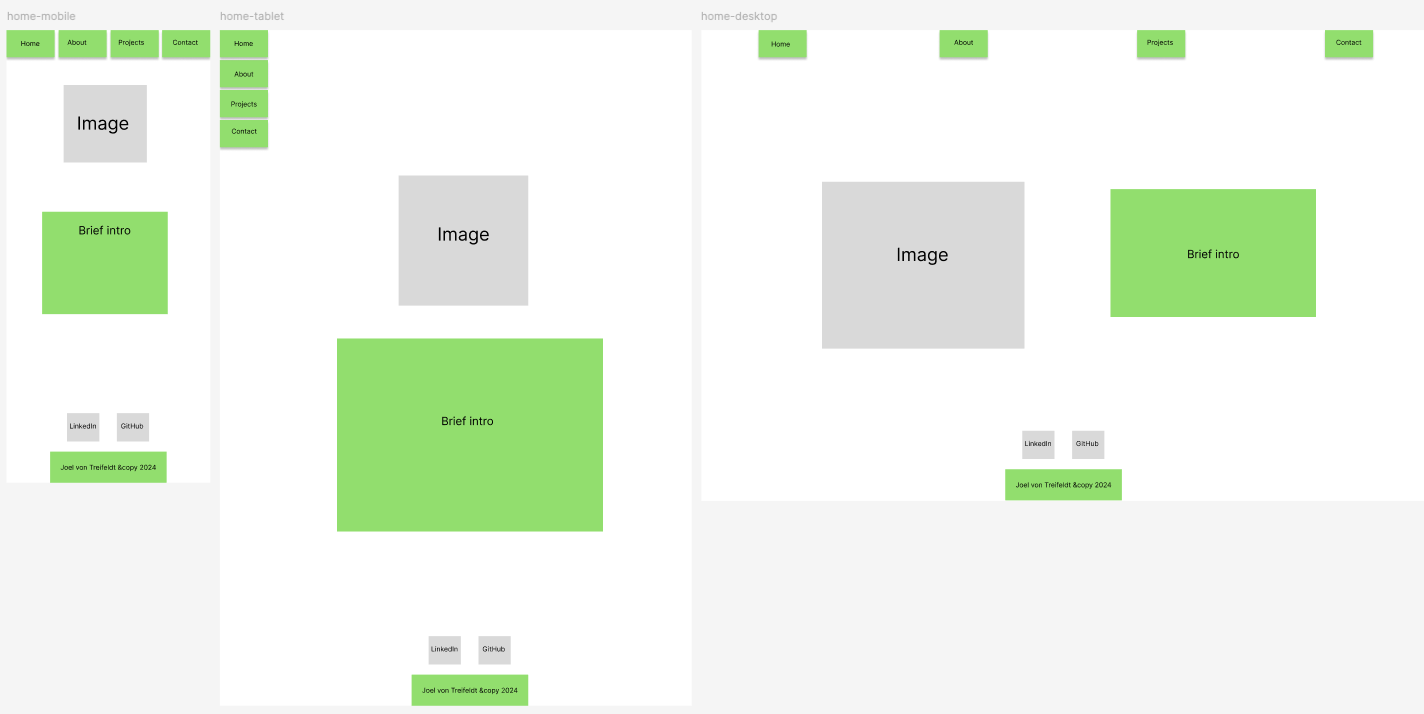 home-mobile
Home
About
Projects
Contact
Image
Brief intro
LinkedIn
GitHub
Joel von Treifeldt &copy 2024
home-tablet
Home
About
Projects
Contact
Image
Brief intro
LinkedIn
GitHub
Joel von Treifeldt &copy 2024
home-desktop
Home
About
Projects
Contact
Image
Brief intro
LinkedIn
GitHub
Joel von Treifeldt &copy 2024